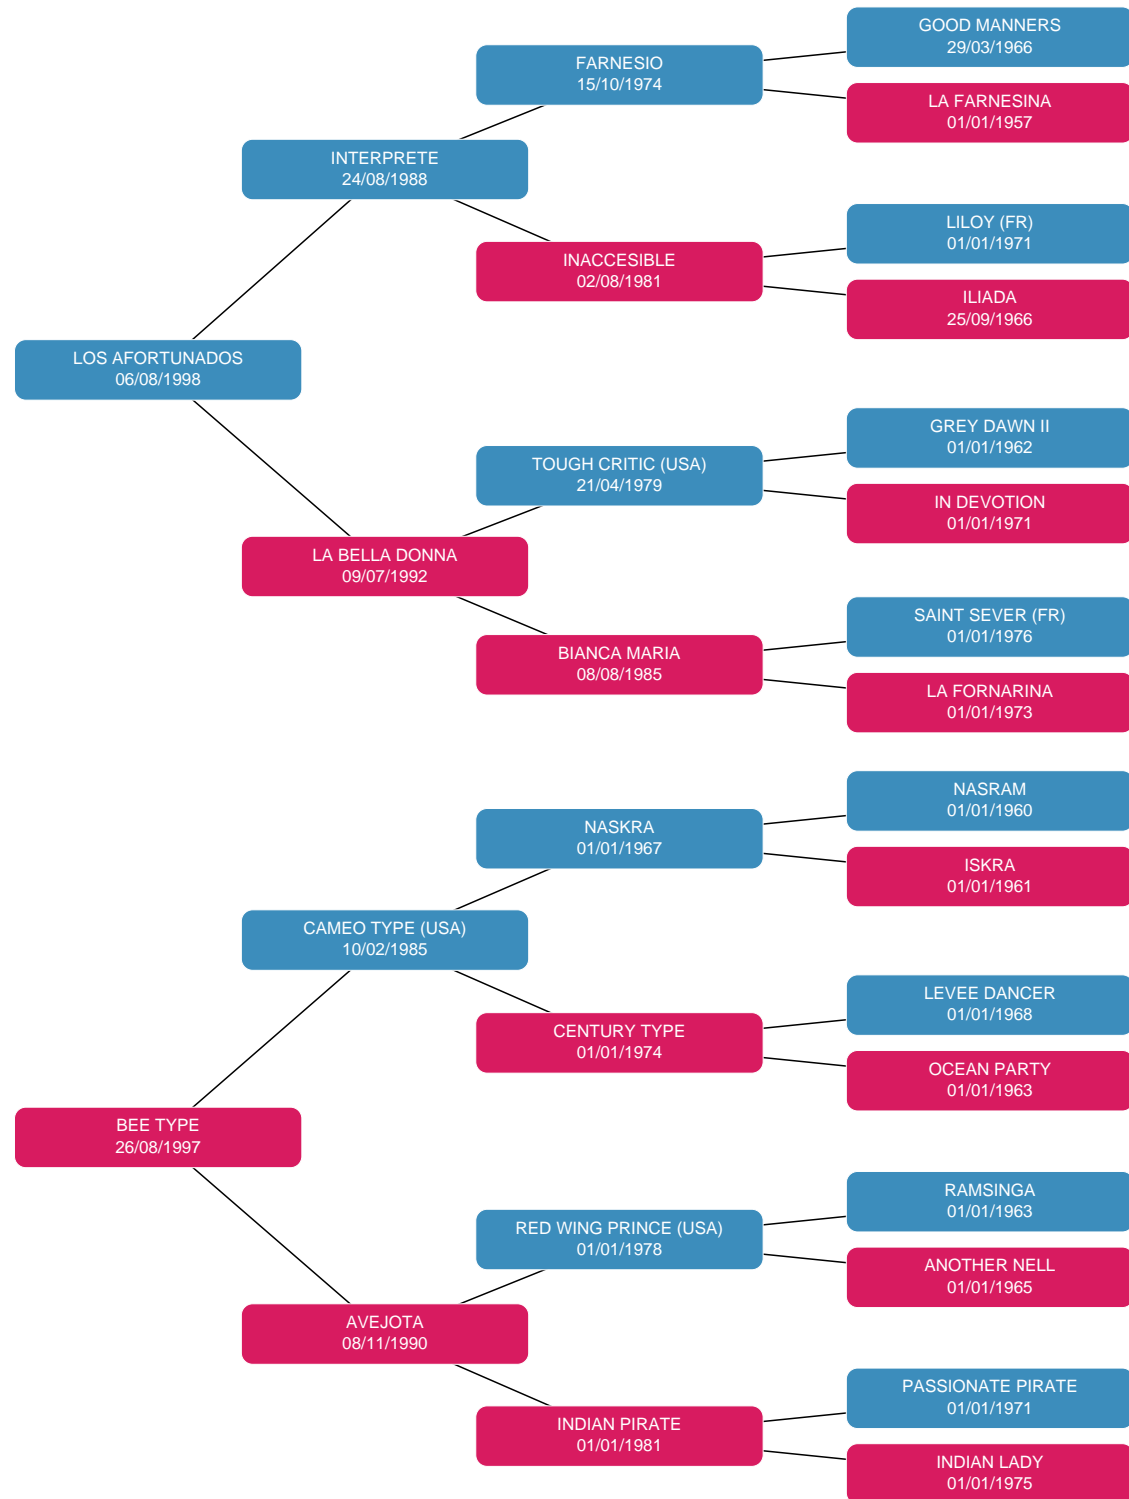 GOOD MANNERS
29/03/1966
FARNESIO
15/10/1974
LA FARNESINA
01/01/1957
INTERPRETE
24/08/1988
LILOY (FR)
01/01/1971
INACCESIBLE
02/08/1981
ILIADA
25/09/1966
LOS AFORTUNADOS
06/08/1998
GREY DAWN II
01/01/1962
TOUGH CRITIC (USA)
21/04/1979
IN DEVOTION
01/01/1971
LA BELLA DONNA
09/07/1992
SAINT SEVER (FR)
01/01/1976
BIANCA MARIA
08/08/1985
LA FORNARINA
01/01/1973
NASRAM
01/01/1960
NASKRA
01/01/1967
ISKRA
01/01/1961
CAMEO TYPE (USA)
10/02/1985
LEVEE DANCER
01/01/1968
CENTURY TYPE
01/01/1974
OCEAN PARTY
01/01/1963
BEE TYPE
26/08/1997
RAMSINGA
01/01/1963
RED WING PRINCE (USA)
01/01/1978
ANOTHER NELL
01/01/1965
AVEJOTA
08/11/1990
PASSIONATE PIRATE
01/01/1971
INDIAN PIRATE
01/01/1981
INDIAN LADY
01/01/1975